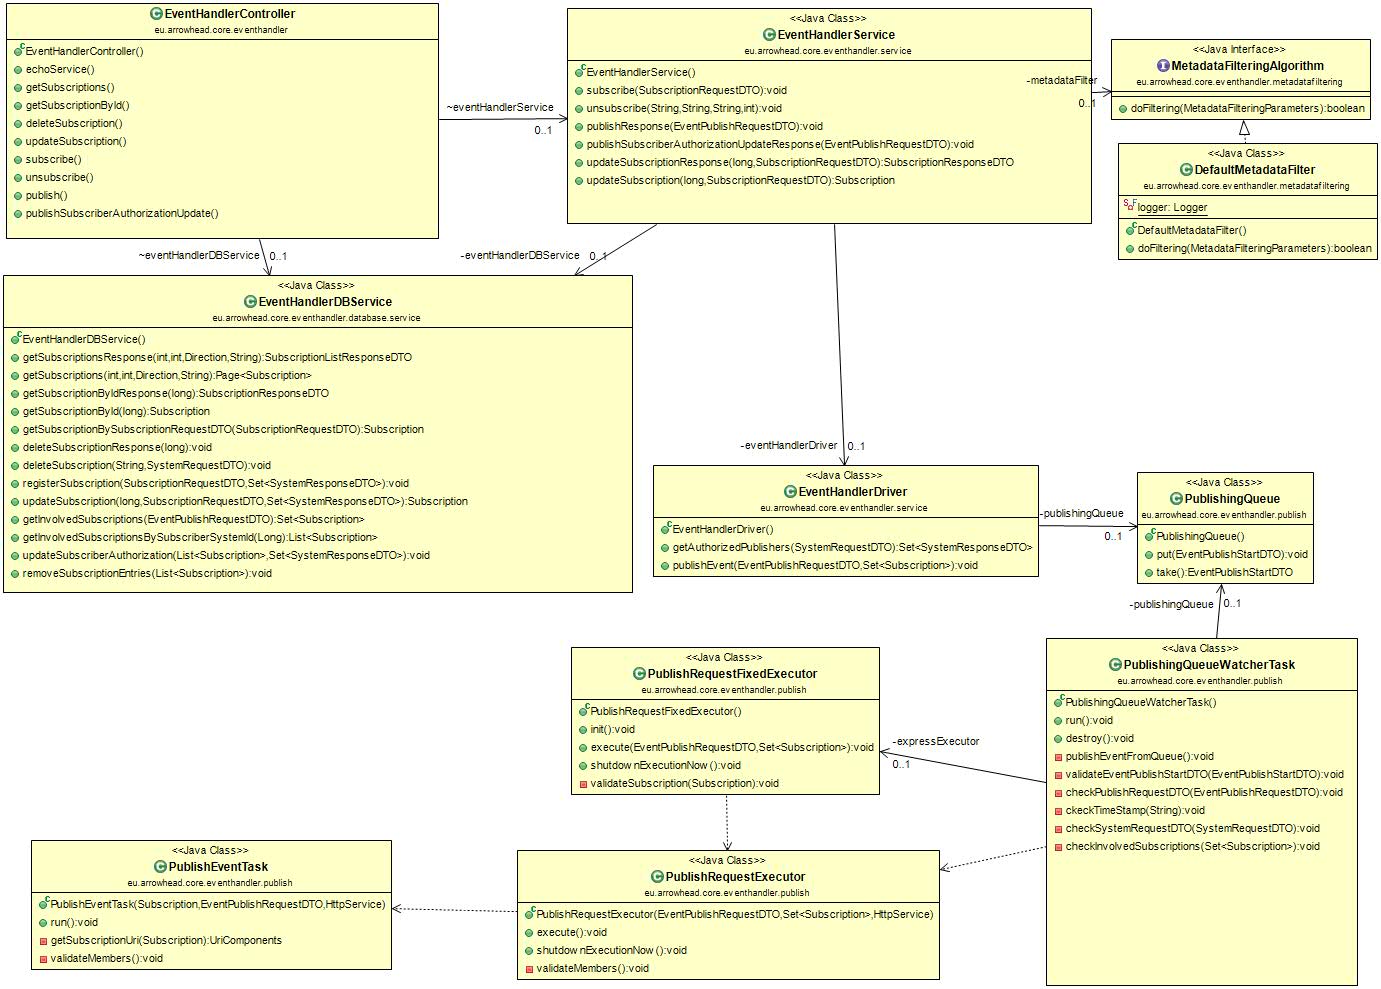 EventHandlerController
eu.arrowhead.core.eventhandler
EventHandlerController()
echoService()
getSubscriptions()
getSubscriptionById()
deleteSubscription()
updateSubscription()
subscribe()
unsubscribe()
publish()
publishSubscriberAuthorizationUpdate()
~eventHandlerService
0..1
<<Java Class>>
EventHandlerService
eu.arrowhead.core.eventhandler.service
EventHandlerService()
subscribe(SubscriptionRequestDTO):void
unsubscribe(String,String,String,int):void
publishResponse(EventPublishRequestDTO):void
publishSubscriberAuthorizationUpdateResponse(EventPublishRequestDTO):void
updateSubscriptionResponse(long,SubscriptionRequestDTO):SubscriptionResponseDTO
updateSubscription(long,SubscriptionRequestDTO):Subscription
-metadataFilter
0..1
<<Java Interface>>
MetadataFilteringAlgorithm
eu.arrowhead.core.eventhandler.metadatafiltering
doFiltering(MetadataFilteringParameters):boolean
<<Java Class>>
DefaultMetadataFilter
eu.arrowhead.core.eventhandler.metadatafiltering
logger: Logger
DefaultMetadataFilter()
doFiltering(MetadataFilteringParameters):boolean
~eventHandlerDBService
0..1
-eventHandlerDBService
0..1
<<Java Class>>
EventHandlerDBService
eu.arrowhead.core.eventhandler.database.service
EventHandlerDBService()
getSubscriptionsResponse(int,int,Direction,String):SubscriptionListResponseDTO
getSubscriptions(int,int,Direction,String):Page<Subscription>
getSubscriptionByIdResponse(long):SubscriptionResponseDTO
getSubscriptionById(long):Subscription
getSubscriptionBySubscriptionRequestDTO(SubscriptionRequestDTO):Subscription
deleteSubscriptionResponse(long):void
deleteSubscription(String,SystemRequestDTO):void
registerSubscription(SubscriptionRequestDTO,Set<SystemResponseDTO>):void
updateSubscription(long,SubscriptionRequestDTO,Set<SystemResponseDTO>):Subscription
getInvolvedSubscriptions(EventPublishRequestDTO):Set<Subscription>
getInvolvedSubscriptionsBySubscriberSystemId(Long):List<Subscription>
updateSubscriberAuthorization(List<Subscription>,Set<SystemResponseDTO>):void
removeSubscriptionEntries(List<Subscription>):void
-eventHandlerDriver
0..1
<<Java Class>>
EventHandlerDriver
eu.arrowhead.core.eventhandler.service
EventHandlerDriver()
getAuthorizedPublishers(SystemRequestDTO):Set<SystemResponseDTO>
publishEvent(EventPublishRequestDTO,Set<Subscription>):void
-publishingQueue
0..1
<<Java Class>>
PublishingQueue
eu.arrowhead.core.eventhandler.publish
PublishingQueue()
put(EventPublishStartDTO):void
take():EventPublishStartDTO
-publishingQueue
0..1
<<Java Class>>
PublishingQueueWatcherTask
eu.arrowhead.core.eventhandler.publish
PublishingQueueWatcherTask()
run():void
destroy():void
publishEventFromQueue():void
validateEventPublishStartDTO(EventPublishStartDTO):void
checkPublishRequestDTO(EventPublishRequestDTO):void
ckeckTimeStamp(String):void
checkSystemRequestDTO(SystemRequestDTO):void
checkInvolvedSubscriptions(Set<Subscription>):void
-expressExecutor
0..1
<<Java Class>>
PublishRequestFixedExecutor
eu.arrowhead.core.eventhandler.publish
PublishRequestFixedExecutor()
init():void
execute(EventPublishRequestDTO,Set<Subscription>):void
shutdownExecutionNow():void
validateSubscription(Subscription):void
<<Java Class>>
PublishRequestExecutor
eu.arrowhead.core.eventhandler.publish
PublishRequestExecutor(EventPublishRequestDTO,Set<Subscription>,HttpService)
execute():void
shutdownExecutionNow():void
validateMembers():void
<<Java Class>>
PublishEventTask
eu.arrowhead.core.eventhandler.publish
PublishEventTask(Subscription,EventPublishRequestDTO,HttpService)
run():void
getSubscriptionUri(Subscription):UriComponents
validateMembers():void